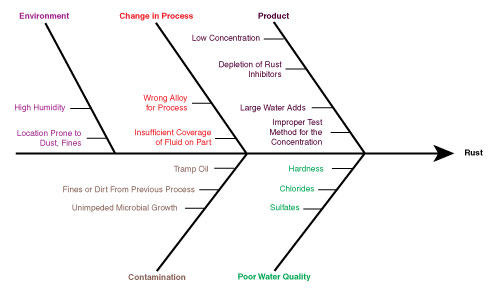 Environment
Change in Process
Product
Low Concentration
Depletion of Rust
Inhibitors
High Humidity
Wrong Alloy
for Process
Large Water Adds
Location Prone to
Dust, Fines
Insufficient Coverage
of Fluid on Part
Improper Test
Method for the
Concentration
Rust
Tramp Oil
Hardness
Fines or Dirt From Previous Process
Chlorides
Unimpeded Microbial Growth
Sulfates
Contamination
Poor Water Quality